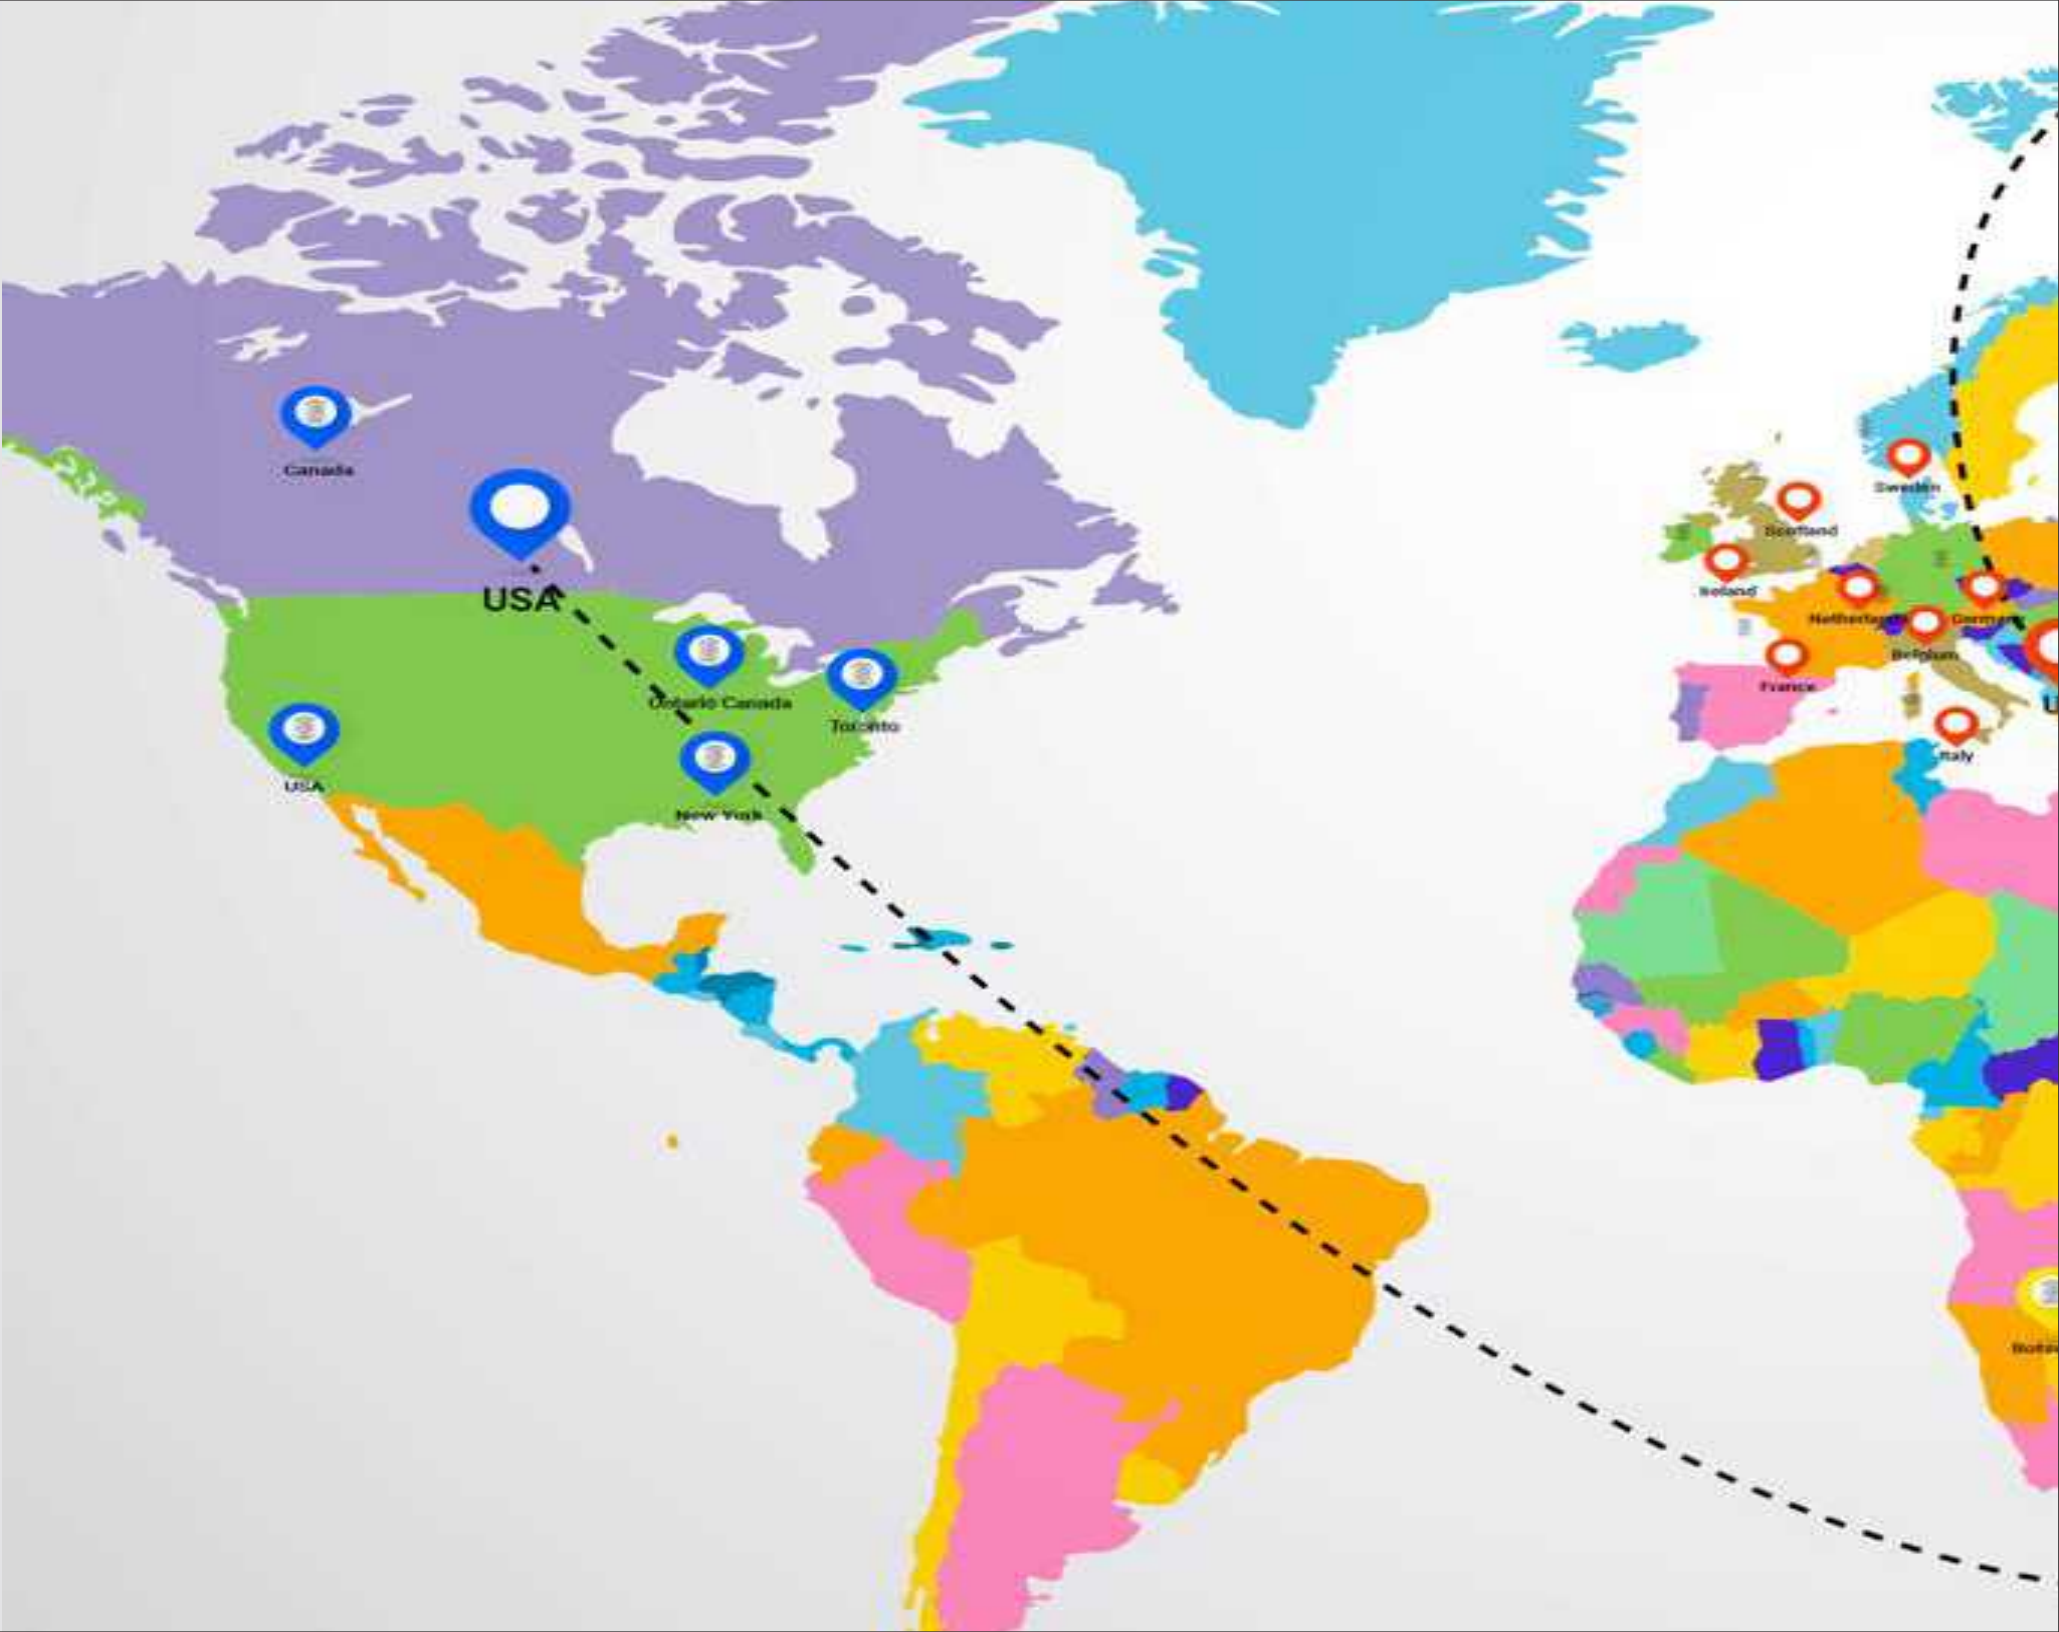 Canada
USA
Ontario Canada
Toronto
USA
New York
Sweden
Scotland
Ireland
Netherlands
Germany
Belgium
France
Italy
U